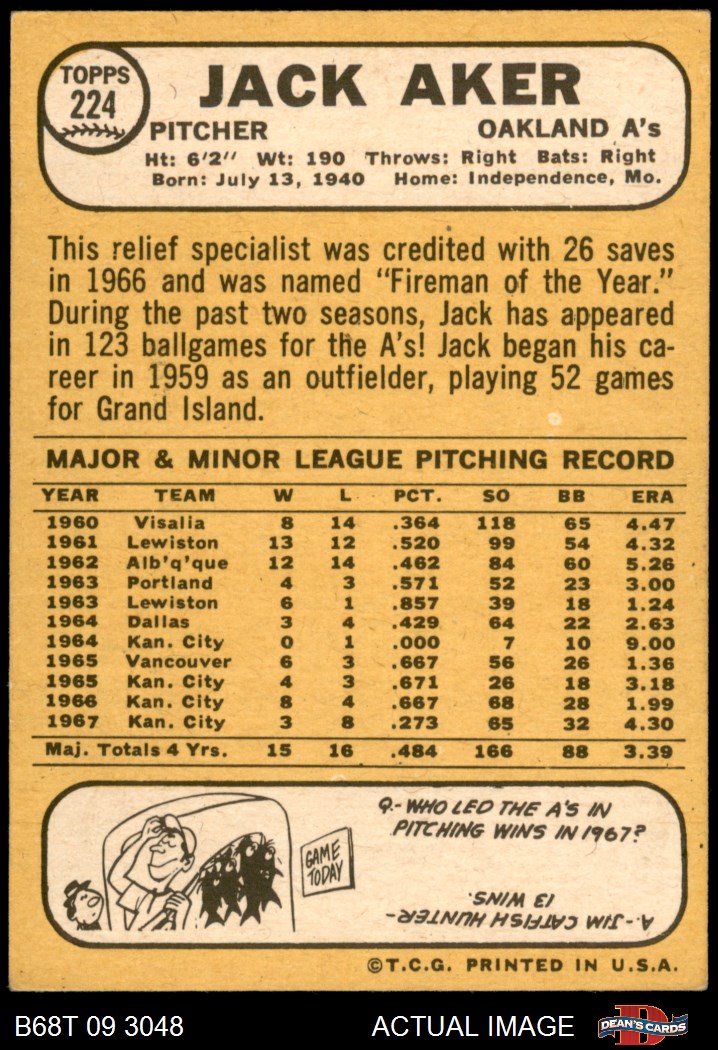 TOPPS
224
JACK AKER
PITCHER OAKLAND A's
Ht: 6'2" Wt: 190 Throws: Right Bats: Right
Born: July 13, 1940 Home: Independence, Mo.
This relief specialist was credited with 26 saves
in 1966 and was named "Fireman of the Year."
During the past two seasons, Jack has appeared
in 123 ballgames for the A's! Jack began his ca-
reer in 1959 as an outfielder, playing 52 games
for Grand Island.
MAJOR & MINOR LEAGUE PITCHING RECORD
YEAR TEAM W L PCT. SO BB ERA
1960 Visalia 8 14 .364 118 65 4.47
1961 Lewiston 13 12 .520 99 54 4.32
1962 Alb'q'que 12 14 .462 84 60 5.26
1963 Portland 4 3 .571 52 23 3.00
1963 Lewiston 6 1 .857 39 18 1.24
1964 Dallas 3 4 .429 64 22 2.63
1964 Kan. City 0 1 .000 7 10 9.00
1965 Vancouver 6 3 .667 56 26 1.36
1965 Kan. City 4 3 .671 26 18 3.18
1966 Kan. City 8 4 .667 68 28 1.99
1967 Kan. City 3 8 .273 65 32 4.30
Maj. Totals 4 Yrs. 15 16 .484 166 88 3.39
GAME
TODAY
Q.- WHO LED THE A'S IN
PITCHING WINS IN 1967?
A.- JIM CATFISH HUNTER-
13 WINS.
©T.C.G. PRINTED IN U.S.A.
B68T 09 3048 ACTUAL IMAGE
D
DEAN'S CARDS